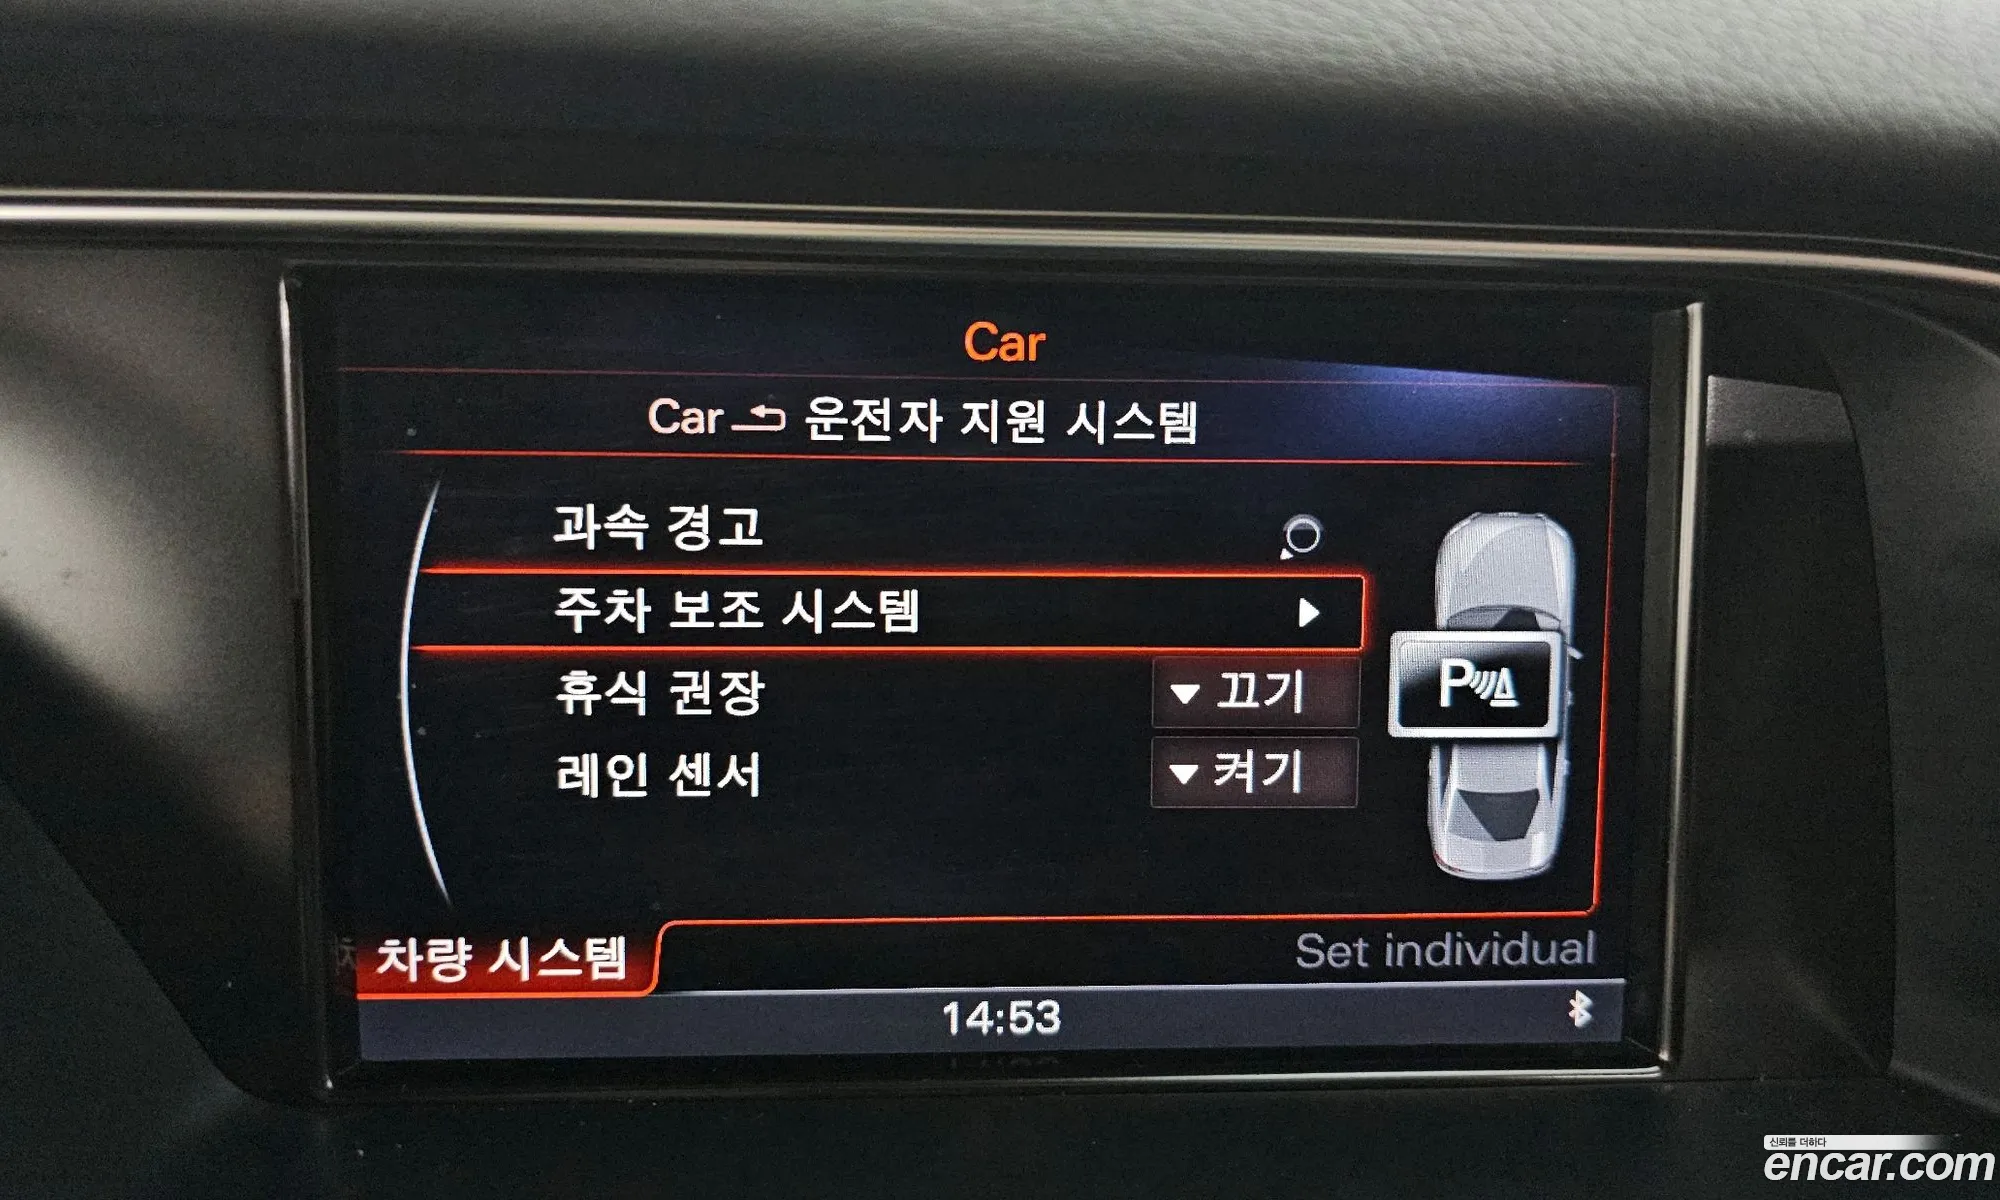 Car
Car 운전자 지원 시스템
과속 경고
주차 보조 시스템
휴식 권장 끄기
레인 센서 켜기
P
차량 시스템
Set individual
14:53
신뢰를 더하다
encar.com